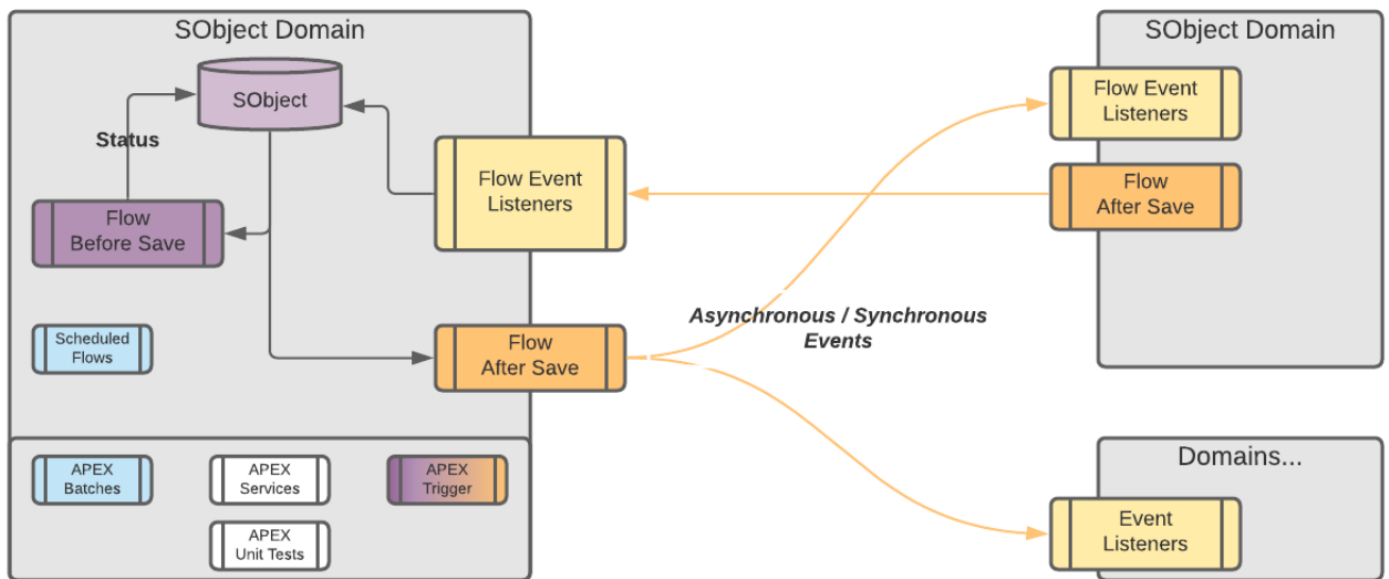 SObject Domain
SObject
Status
Flow
Before Save
Flow Event
Listeners
Scheduled
Flows
Flow
After Save
APEX
Batches
APEX
Services
APEX
Trigger
APEX
Unit Tests
Asynchronous / Synchronous
Events
SObject Domain
Flow Event
Listeners
Flow
After Save
Domains...
Event
Listeners